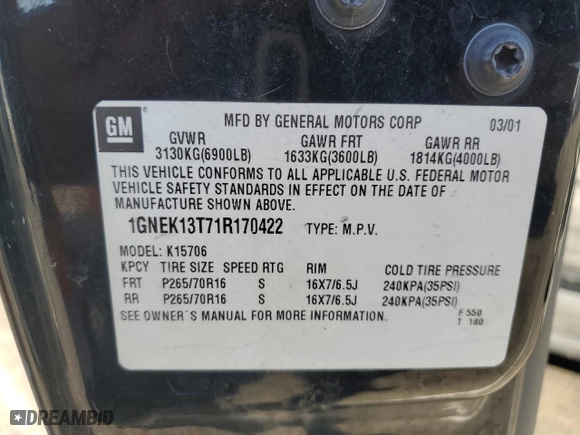 GM
MFD BY GENERAL MOTORS CORP 03/01
GVWR GAWR FRT GAWR RR
3130KG(6900LB) 1633KG(3600LB) 1814KG(4000LB)
THIS VEHICLE CONFORMS TO ALL APPLICABLE U.S. FEDERAL MOTOR
VEHICLE SAFETY STANDARDS IN EFFECT ON THE DATE OF
MANUFACTURE SHOWN ABOVE.
1GNEK13T71R170422 TYPE: M.P.V.
MODEL: K15706
KPCY TIRE SIZE SPEED RTG RIM COLD TIRE PRESSURE
FRT P265/70R16 S 16X7/6.5J 240KPA(35PSI)
RR P265/70R16 S 16X7/6.5J 240KPA(35PSI)
SEE OWNER'S MANUAL FOR MORE INFORMATION. F 550
T 180
DREAMBID